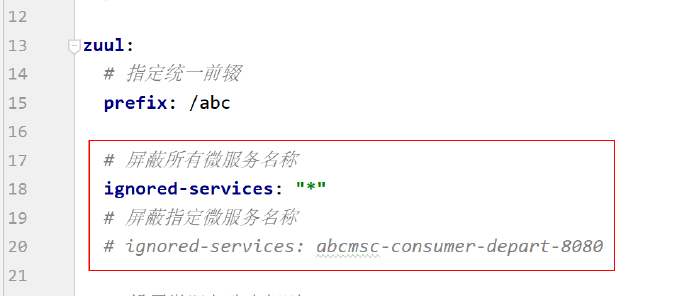 12
13 zuul:
14 # 指定统一前辍
15 prefix: /abc
16
17 # 屏蔽所有微服务名称
18 ignored-services: "*"
19 # 屏蔽指定微服务名称
20 # ignored-services: abcmsc-consumer-depart-8080
21